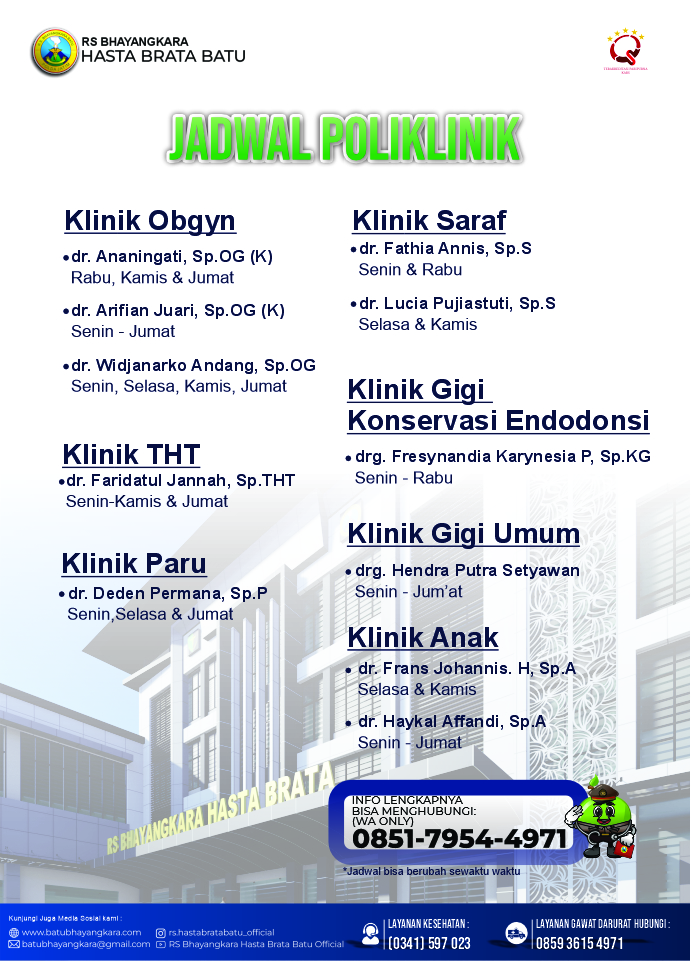 RS BHAYANGKARA
HASTA BRATA BATU
JADWAL POLIKLINIK
Klinik Obgyn
•dr. Ananingati, Sp.OG (K)
Rabu, Kamis & Jumat
•dr. Arifian Juari, Sp.OG (K)
Senin - Jumat
•dr. Widjanarko Andang, Sp.OG
Senin, Selasa, Kamis, Jumat
Klinik THT
•dr. Faridatul Jannah, Sp.THT
Senin-Kamis & Jumat
Klinik Paru
• dr. Deden Permana, Sp.P
Senin,Selasa & Jumat
Klinik Saraf
•dr. Fathia Annis, Sp.S
Senin & Rabu
•dr. Lucia Pujiastuti, Sp.S
Selasa & Kamis
Klinik Gigi
Konservasi Endodonsi
• drg. Fresynandia Karynesia P, Sp.KG
Senin - Rabu
Klinik Gigi Umum
• drg. Hendra Putra Setyawan
Senin - Jum'at
Klinik Anak
• dr. Frans Johannis. H, Sp.A
Selasa & Kamis
• dr. Haykal Affandi, Sp.A
Senin - Jumat
RS BHAYANGKARA HASTA BRATA
INFO LENGKAPNYA
BISA MENGHUBUNGI:
(WA ONLY)
0851-7954-4971
*Jadwal bisa berubah sewaktu waktu
Kunjungi Juga Media Sosial kami :
www.batubhayangkara.com
rs.hastabratabatu_official
batubhayangkara@gmail.com
RS Bhayangkara Hasta Brata Batu Official
LAYANAN KESEHATAN :
(0341) 597 023
LAYANAN GAWAT DARURAT HUBUNGI :
0859 3615 4971